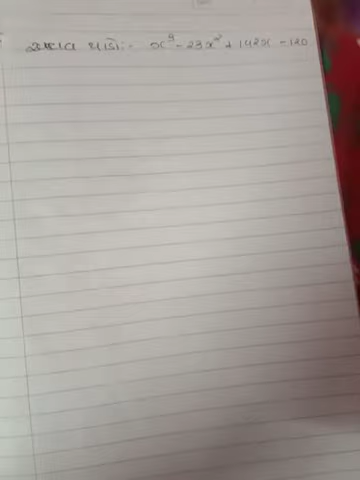 અવયવ પાડો:- x³ - 23x² + 142x - 120